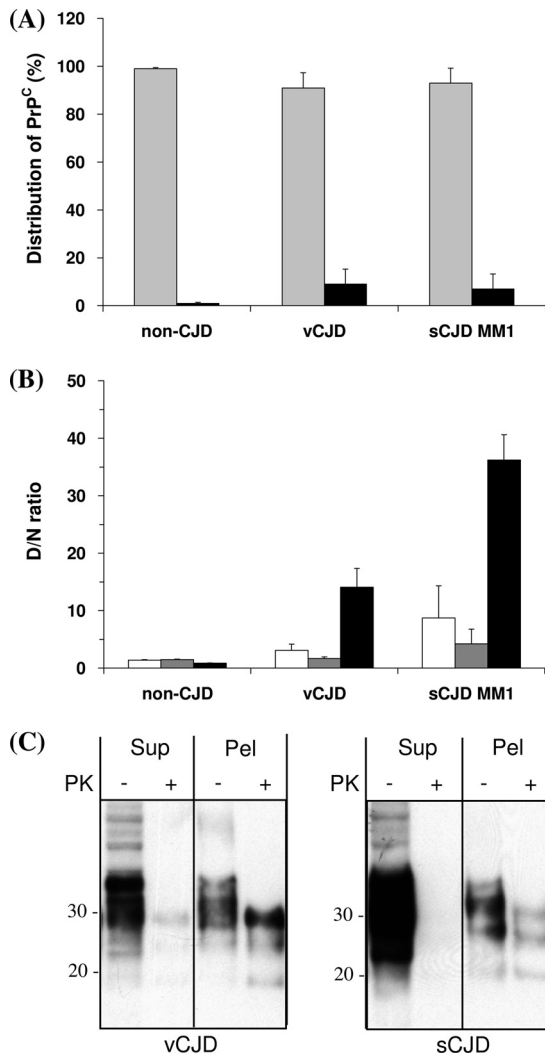 (A)
Distribution of PrPC (%)
120
100
80
60
40
20
0
non-CJD vCJD sCJD MM1
(B)
D/N ratio
50
40
30
20
10
0
non-CJD vCJD sCJD MM1
(C)
Sup Pel Sup Pel
PK - + - + PK - + - +
30 - 30 -
20 - 20 -
vCJD sCJD